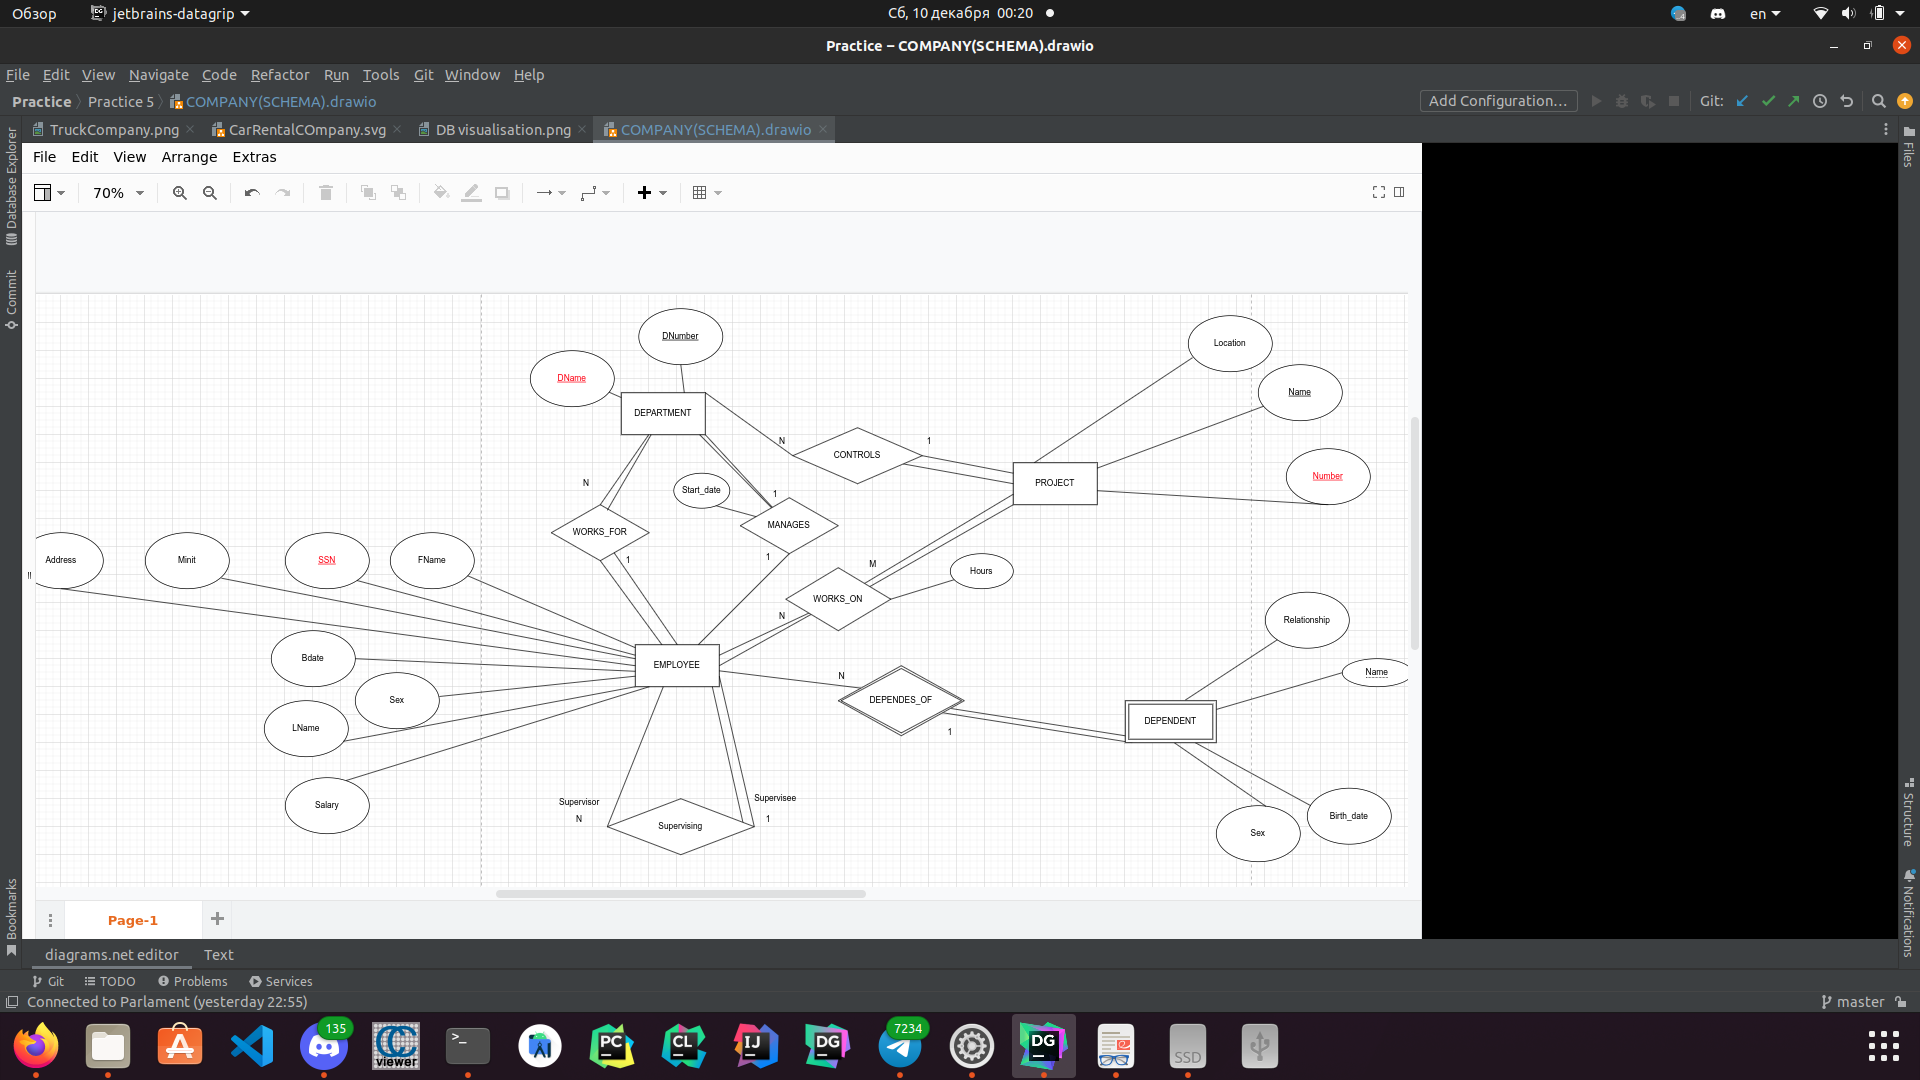 Обзор
jetbrains-datagrip
Сб, 10 декабря 00:20
en
Practice – COMPANY(SCHEMA).drawio
File Edit View Navigate Code Refactor Run Tools Git Window Help
Practice Practice 5 COMPANY(SCHEMA).drawio
Add Configuration...
Git:
TruckCompany.png
CarRentalCOmpany.svg
DB visualisation.png
COMPANY(SCHEMA).drawio
Database Explorer
Commit
Bookmarks
Files
Structure
Notifications
File Edit View Arrange Extras
70%
DNumber
DName
DEPARTMENT
Location
Name
Number
N
CONTROLS
1
PROJECT
N
Start_date
1
MANAGES
WORKS_FOR
1
1
Address
Minit
SSN
FName
M
Hours
WORKS_ON
N
Relationship
Bdate
EMPLOYEE
Name
Sex
N
DEPENDES_OF
DEPENDENT
LName
1
Salary
Supervisor
N
Supervisee
1
Supervising
Birth_date
Sex
Page-1
diagrams.net editor
Text
Git
TODO
Problems
Services
Connected to Parlament (yesterday 22:55)
master
135
CCC
viewer
>_
PC
CL
IJ
DG
7234
DG
SSD